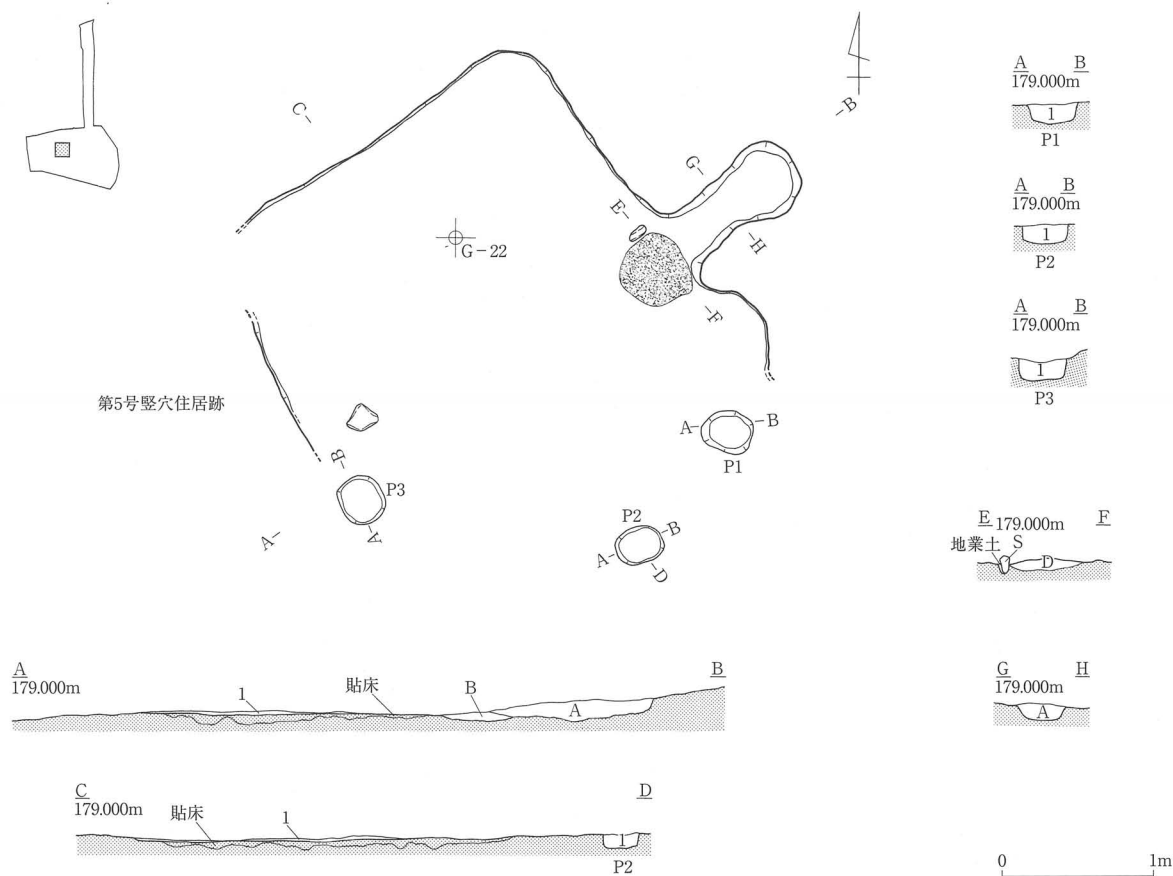 C-
-B
G-
E-
-H
G-22
-F
第5号竪穴住居跡
A-
-B
P1
-B
P3
-A
A-
P2
-B
A-
-D
A B
179.000m
1
P1
A B
179.000m
1
P2
A B
179.000m
1
P3
E 179.000m F
地業土 S
D
A B
179.000m
1 貼床 B
A
G H
179.000m
A
C D
179.000m
貼床 1
1
P2
0 1m